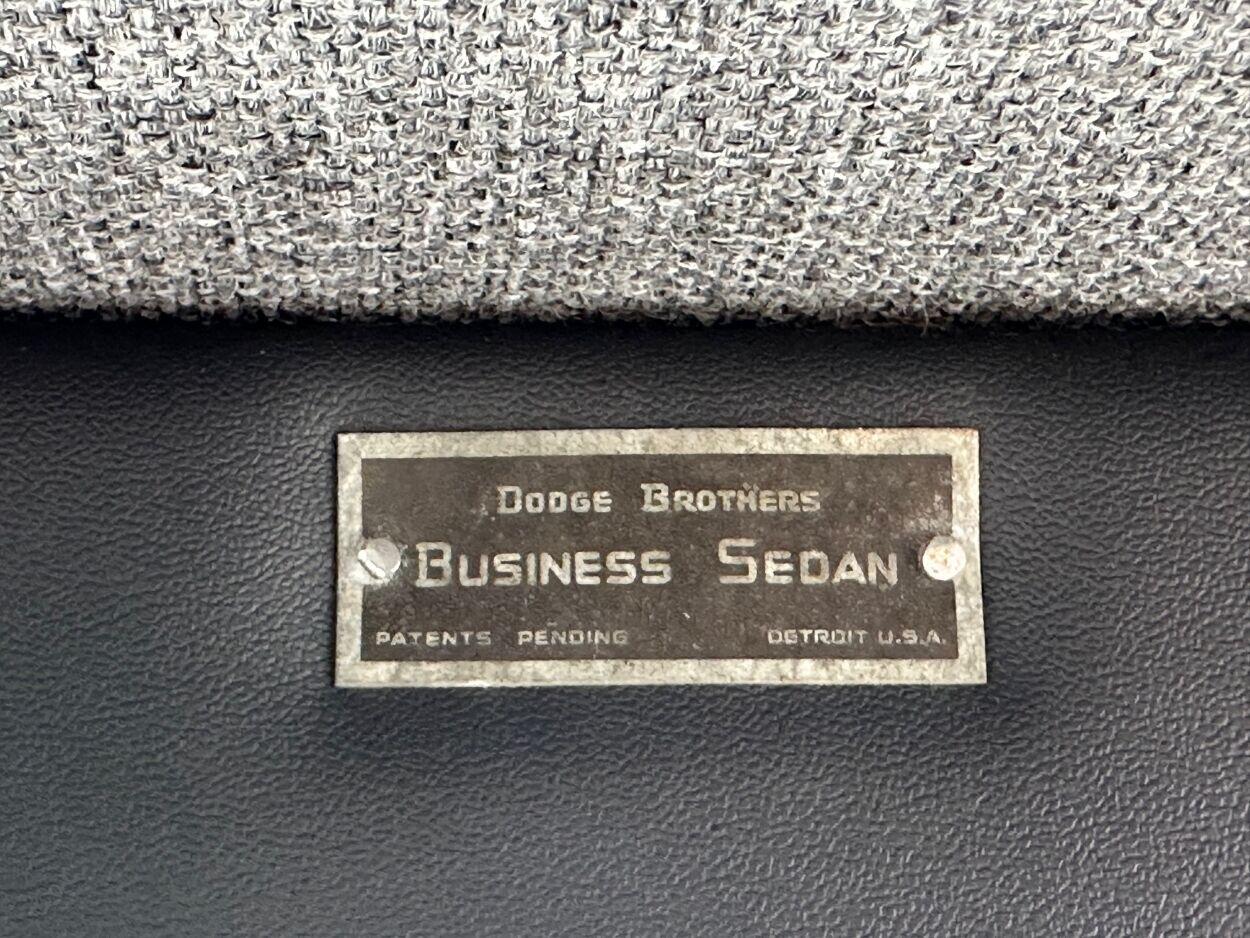 Dodge Brothers
Business Sedan
PATENTS PENDING DETROIT U.S.A.